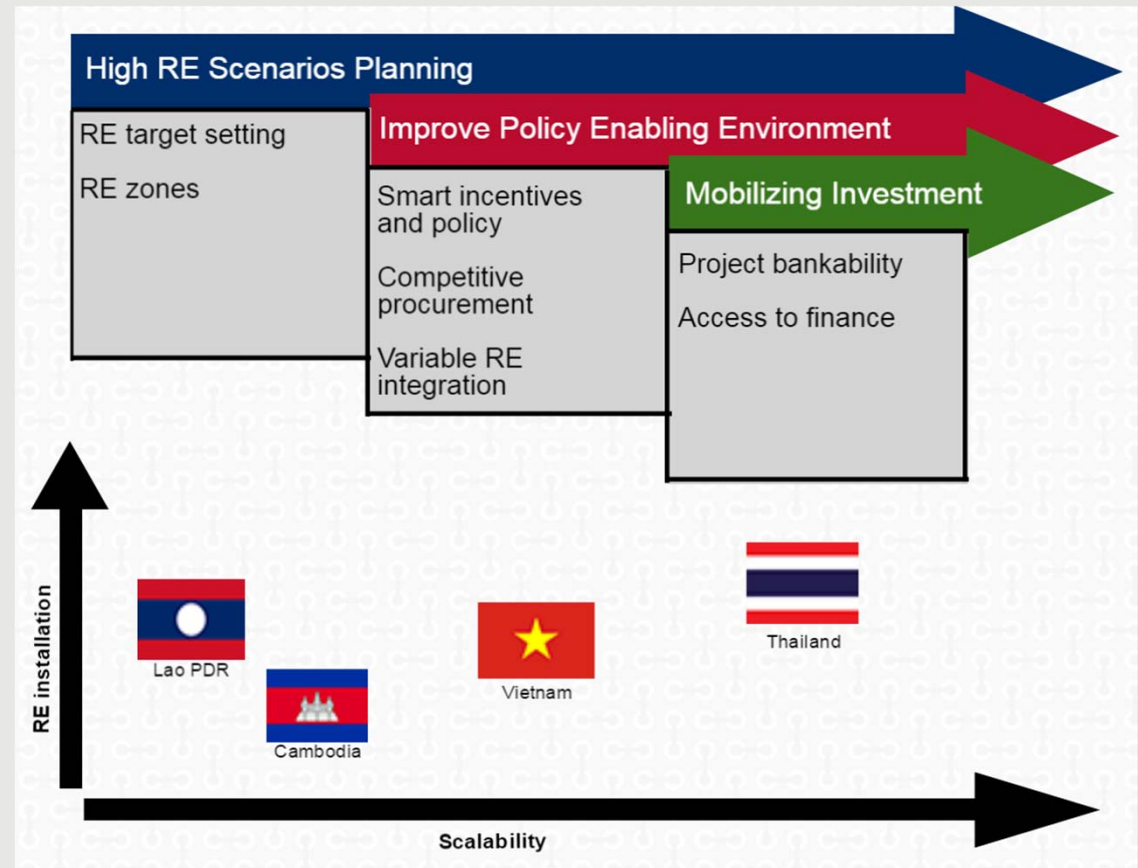 High RE Scenarios Planning
RE target setting
RE zones
Improve Policy Enabling Environment
Smart incentives
and policy
Competitive
procurement
Variable RE
integration
Mobilizing Investment
Project bankability
Access to finance
RE installation
Lao PDR
Cambodia
Vietnam
Thailand
Scalability